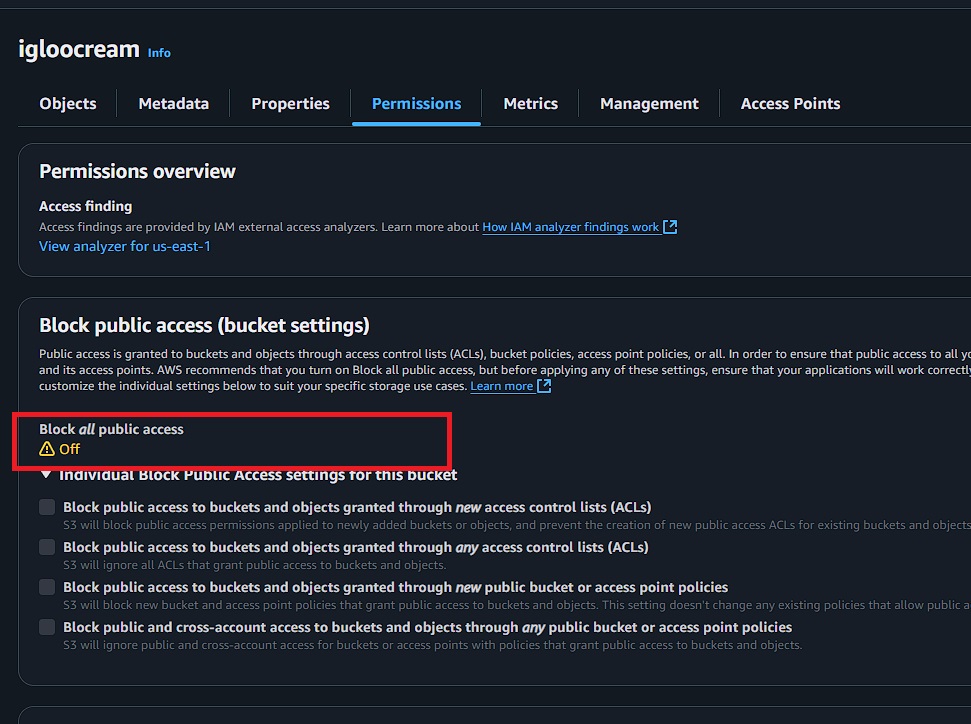 igloocream Info
Objects Metadata Properties Permissions Metrics Management Access Points
Permissions overview
Access finding
Access findings are provided by IAM external access analyzers. Learn more about How IAM analyzer findings work
View analyzer for us-east-1
Block public access (bucket settings)
Public access is granted to buckets and objects through access control lists (ACLs), bucket policies, access point policies, or all. In order to ensure that public access to all
and its access points. AWS recommends that you turn on Block all public access, but before applying any of these settings, ensure that your applications will work correctly
customize the individual settings below to suit your specific storage use cases. Learn more
Block all public access
Off
Individual Block Public Access settings for this bucket
Block public access to buckets and objects granted through new access control lists (ACLs)
S3 will block public access permissions applied to newly added buckets or objects, and prevent the creation of new public access ACLs for existing buckets and objects
Block public access to buckets and objects granted through any access control lists (ACLs)
S3 will ignore all ACLs that grant public access to buckets and objects.
Block public access to buckets and objects granted through new public bucket or access point policies
S3 will block new bucket and access point policies that grant public access to buckets and objects. This setting doesn't change any existing policies that allow public
Block public and cross-account access to buckets and objects through any public bucket or access point policies
S3 will ignore public and cross-account access for buckets or access points with policies that grant public access to buckets and objects.